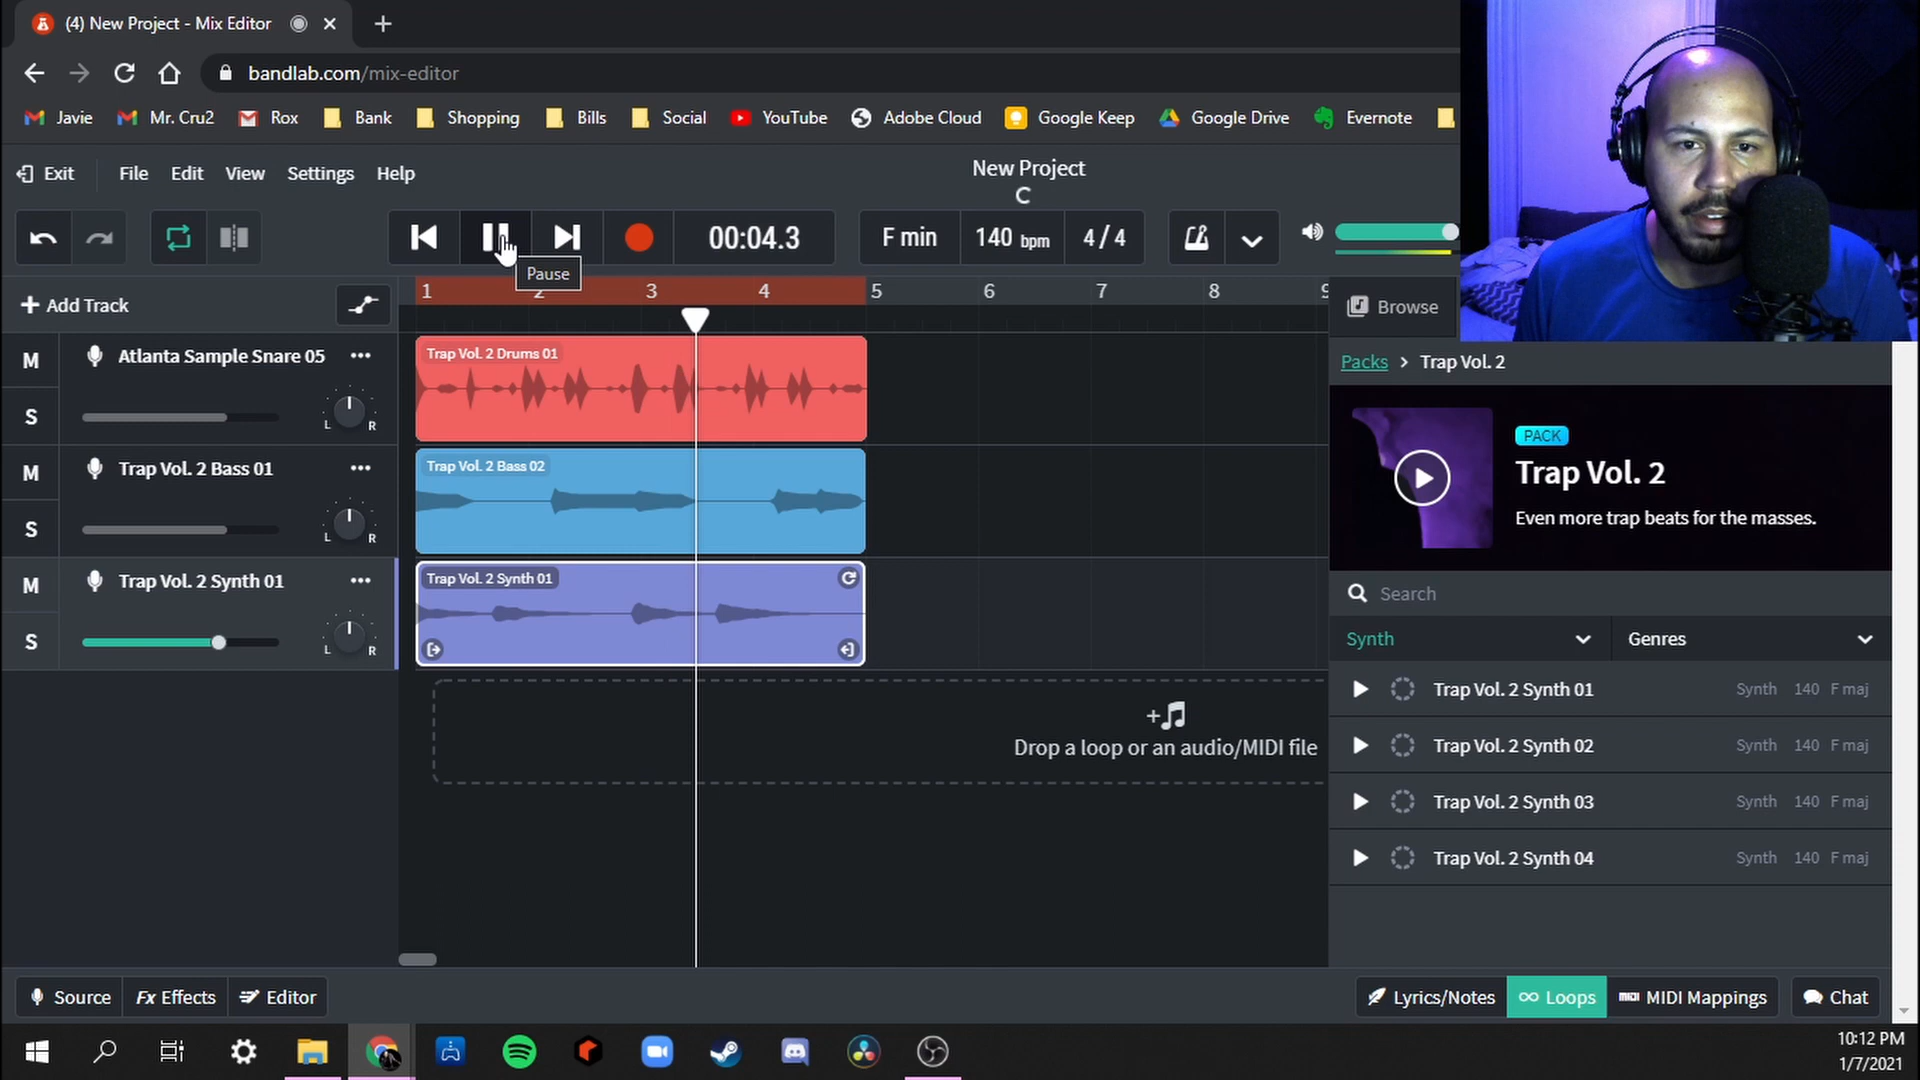 (4) New Project - Mix Editor
bandlab.com/mix-editor
Javie
Mr. Cru2
Rox
Bank
Shopping
Bills
Social
YouTube
Adobe Cloud
Google Keep
Google Drive
Evernote
Exit
File
Edit
View
Settings
Help
New Project
00:04.3
F min
140 bpm
4 / 4
Pause
Add Track
1
2
3
4
5
6
7
8
Browse
M
Atlanta Sample Snare 05
S
L
R
Trap Vol. 2 Drums 01
M
Trap Vol. 2 Bass 01
S
L
R
Trap Vol. 2 Bass 02
M
Trap Vol. 2 Synth 01
S
L
R
Trap Vol. 2 Synth 01
+
Drop a loop or an audio/MIDI file
Packs > Trap Vol. 2
PACK
Trap Vol. 2
Even more trap beats for the masses.
Search
Synth
Genres
Trap Vol. 2 Synth 01 Synth 140 F maj
Trap Vol. 2 Synth 02 Synth 140 F maj
Trap Vol. 2 Synth 03 Synth 140 F maj
Trap Vol. 2 Synth 04 Synth 140 F maj
Source
Fx Effects
Editor
Lyrics/Notes
Loops
MIDI Mappings
Chat
10:12 PM
1/7/2021